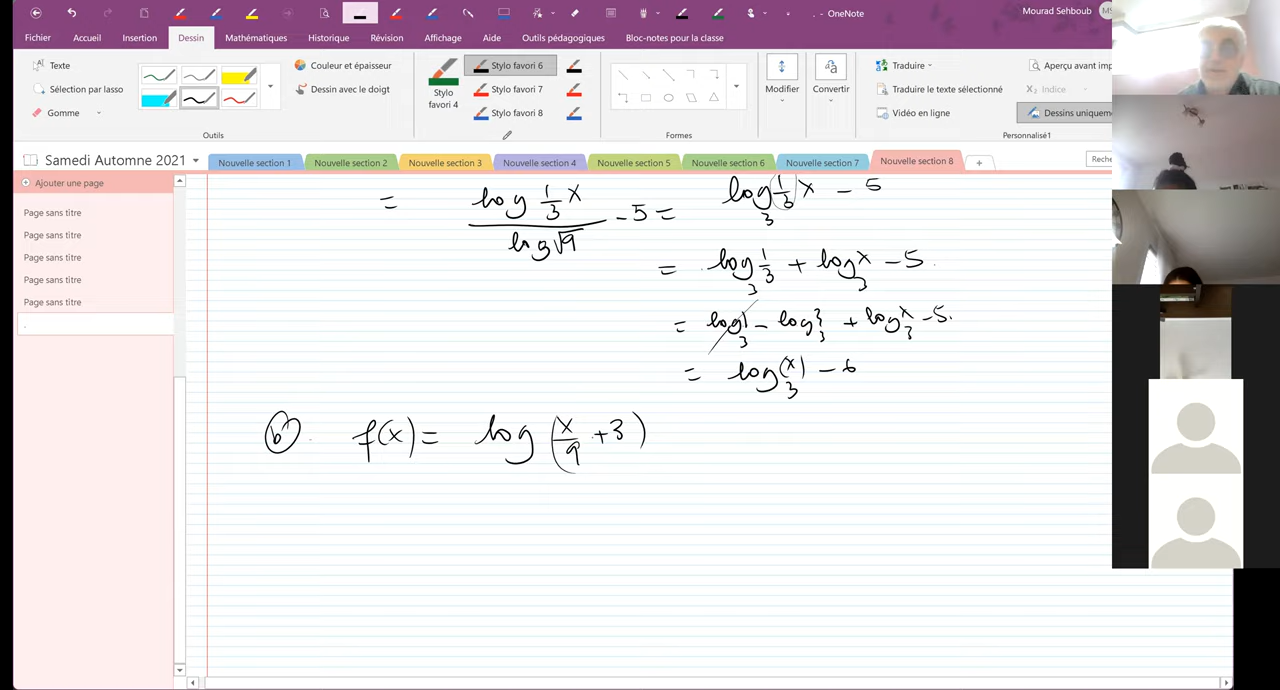 OneNote
Mourad Sehboub
MS
Fichier Accueil Insertion Dessin Mathématiques Historique Révision Affichage Aide Outils pédagogiques Bloc-notes pour la classe
Texte
Sélection par lasso
Gomme
Outils
Couleur et épaisseur
Dessin avec le doigt
Stylo favori 4
Stylo favori 6
Stylo favori 7
Stylo favori 8
Formes
Modifier
Convertir
Traduire
Traduire le texte sélectionné
Vidéo en ligne
Aperçu avant imp
Indice
Dessins uniqueme
Personnalisé1
Samedi Automne 2021
Nouvelle section 1 Nouvelle section 2 Nouvelle section 3 Nouvelle section 4 Nouvelle section 5 Nouvelle section 6 Nouvelle section 7 Nouvelle section 8 +
Reche
Ajouter une page
Page sans titre
Page sans titre
Page sans titre
Page sans titre
Page sans titre
= log 1/3 x / log √9 - 5 = log₃ 1/3 x - 5
= log₃ 1/3 + log₃ x - 5
= log₃ 1 - log₃ 3 + log₃ x - 5.
= log₃ (x) - 6
b f(x) = log (x/9 + 3)